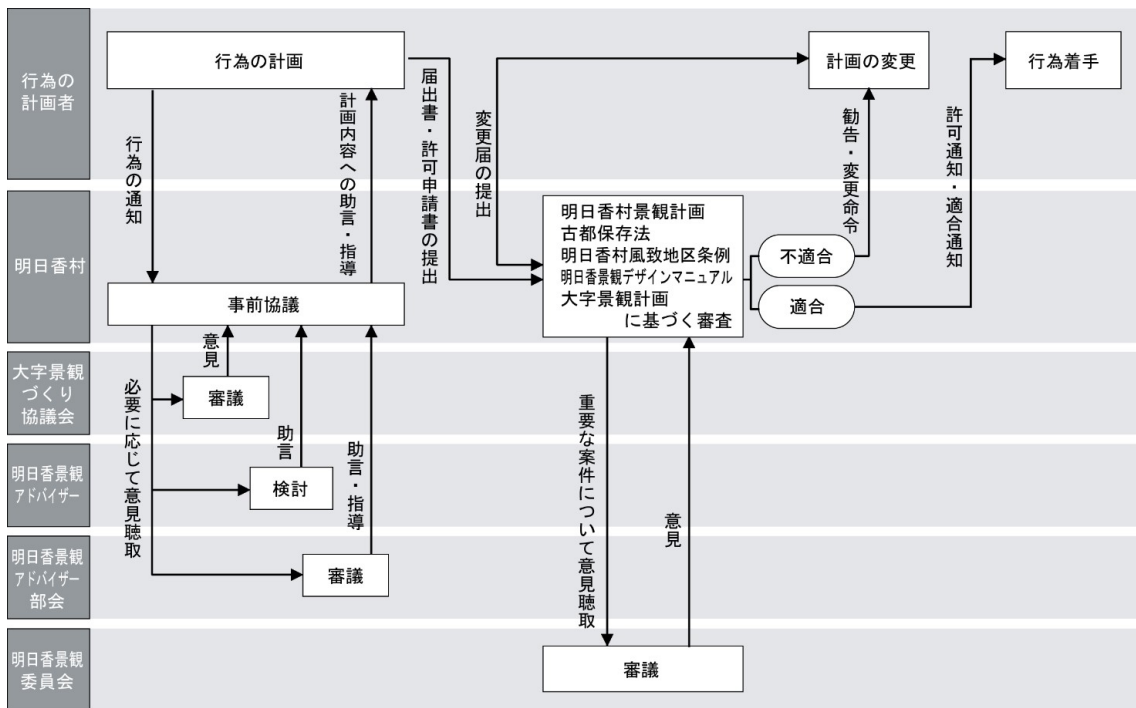 行為の
計画者
行為の計画
計画の変更
行為着手
行為の通知
計画内容への助言・指導
届出書・許可申請書の提出
変更届の提出
勧告・変更命令
許可通知・適合通知
明日香村
事前協議
明日香村景観計画
古都保存法
明日香村風致地区条例
明日香景観デザインマニュアル
大字景観計画
に基づく審査
不適合
適合
大字景観
づくり
協議会
必要に応じて意見聴取
意見
審議
重要な案件について意見聴取
意見
明日香景観
アドバイザー
助言
検討
助言・指導
明日香景観
アドバイザー
部会
審議
明日香景観
委員会
審議